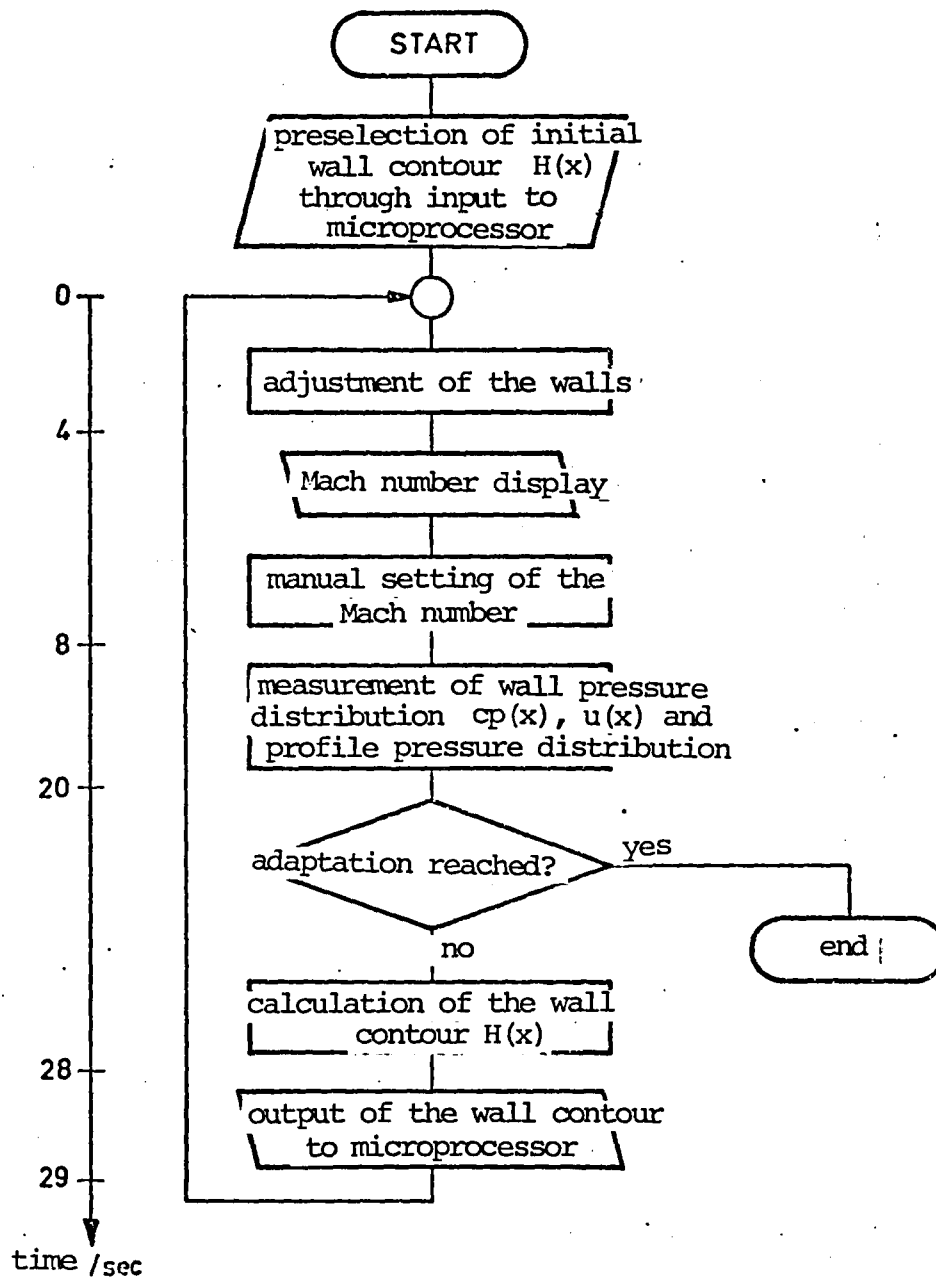 START
preselection of initial
wall contour H(x)
through input to
microprocessor
0
adjustment of the walls
4
Mach number display
manual setting of the
Mach number
8
measurement of wall pressure
distribution cp(x), u(x) and
profile pressure distribution
20
adaptation reached?
yes
no
end
calculation of the wall
contour H(x)
28
output of the wall contour
to microprocessor
29
time /sec